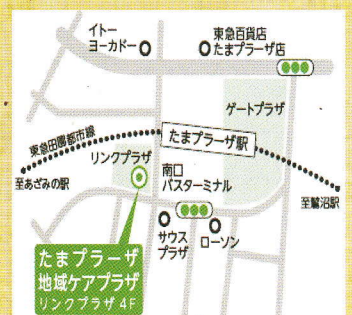 イトー
ヨーカドー
東急百貨店
たまプラーザ店
ゲートプラザ
東急田園都市線
たまプラーザ駅
リンクプラザ
南口
バスターミナル
至あざみの駅
至鷺沼駅
サウス
プラザ
ローソン
たまプラーザ
地域ケアプラザ
リンクプラザ 4F